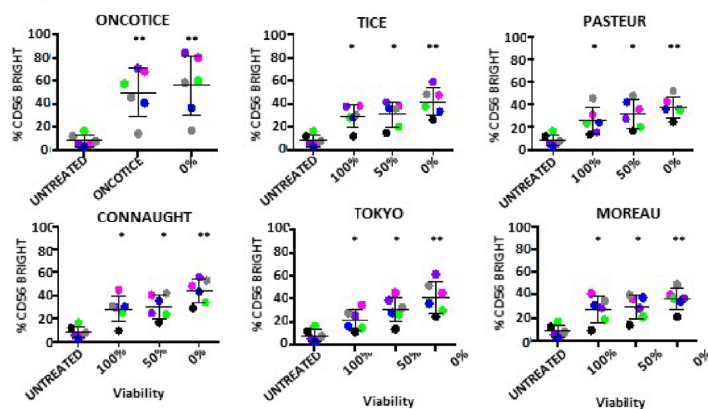 ONCOTICE
TICE
PASTEUR
** **
* * **
* * **
% CD56 BRIGHT
100
80
60
40
20
0
% CD56 BRIGHT
100
80
60
40
20
0
% CD56 BRIGHT
100
80
60
40
20
0
UNTREATED
ONCOTICE
0%
UNTREATED
100%
50%
0%
UNTREATED
100%
50%
0%
CONNAUGHT
TOKYO
MOREAU
* * **
* * **
* * **
% CD56 BRIGHT
100
80
60
40
20
0
% CD56 BRIGHT
100
80
60
40
20
0
% CD56 BRIGHT
100
80
60
40
20
0
UNTREATED
100%
50%
0%
UNTREATED
100%
50%
0%
UNTREATED
100%
50%
0%
Viability
Viability
Viability